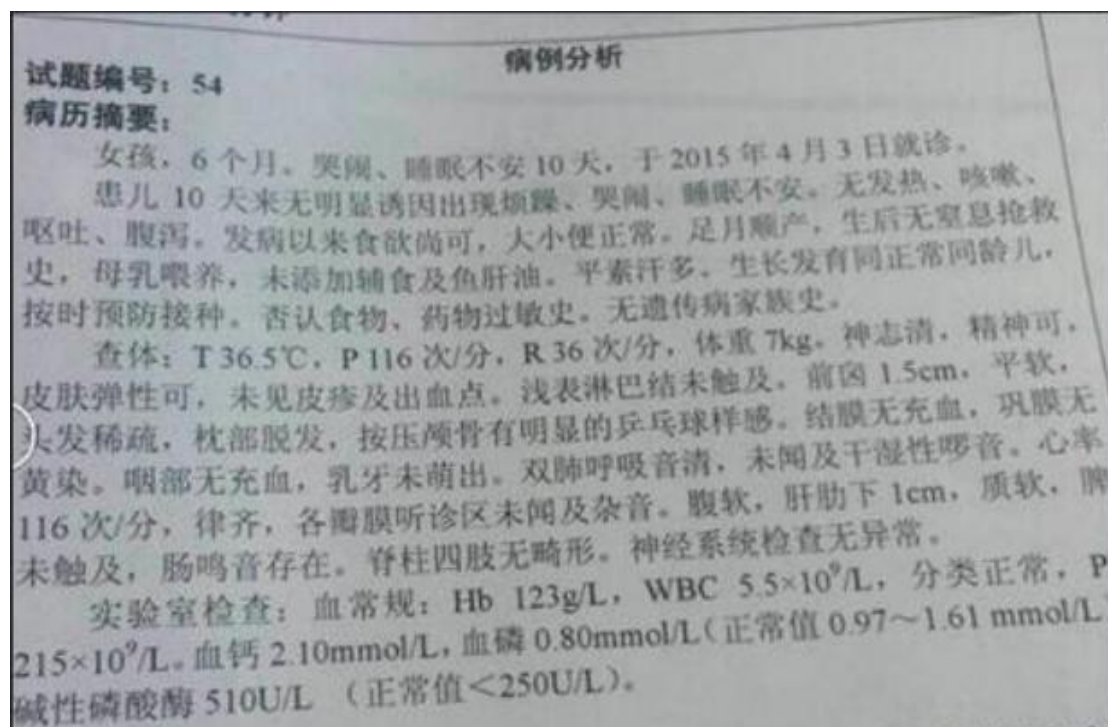 病例分析
试题编号：54
病历摘要：
女孩，6个月。哭闹、睡眠不安10天，于2015年4月3日就诊。
患儿10天来无明显诱因出现烦躁、哭闹、睡眠不安。无发热、咳嗽、
呕吐、腹泻。发病以来食欲尚可，大小便正常。足月顺产，生后无窒息抢救
史，母乳喂养，未添加辅食及鱼肝油。平素汗多。生长发育同正常同龄儿，
按时预防接种。否认食物、药物过敏史。无遗传病家族史。
查体：T 36.5℃，P 116次/分，R 36次/分，体重7kg。神志清，精神可，
皮肤弹性可，未见皮疹及出血点。浅表淋巴结未触及。前囟1.5cm，平软，
头发稀疏，枕部脱发，按压颅骨有明显的乒乓球样感。结膜无充血，巩膜无
黄染。咽部无充血，乳牙未萌出。双肺呼吸音清，未闻及干湿性啰音。心率
116次/分，律齐，各瓣膜听诊区未闻及杂音。腹软，肝肋下1cm，质软，脾
未触及，肠鸣音存在。脊柱四肢无畸形。神经系统检查无异常。
实验室检查：血常规：Hb 123g/L，WBC 5.5×10⁹/L，分类正常，P
215×10⁹/L。血钙2.10mmol/L，血磷0.80mmol/L（正常值0.97～1.61 mmol/L）
碱性磷酸酶510U/L （正常值＜250U/L）。